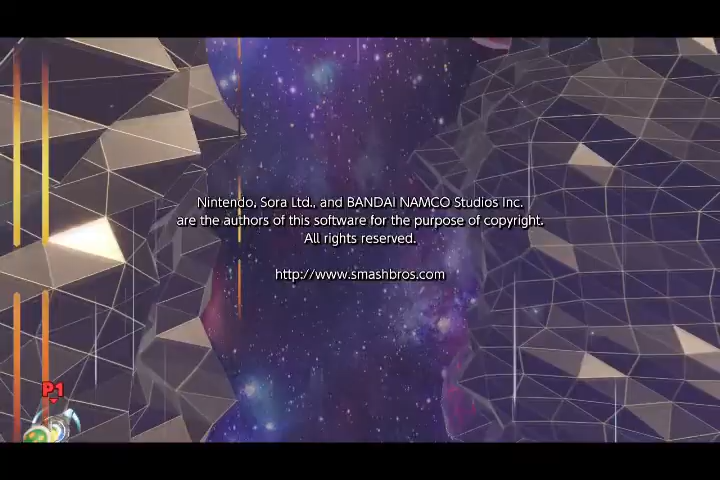 Nintendo, Sora Ltd., and BANDAI NAMCO Studios Inc.
are the authors of this software for the purpose of copyright.
All rights reserved.
http://www.smashbros.com
P1